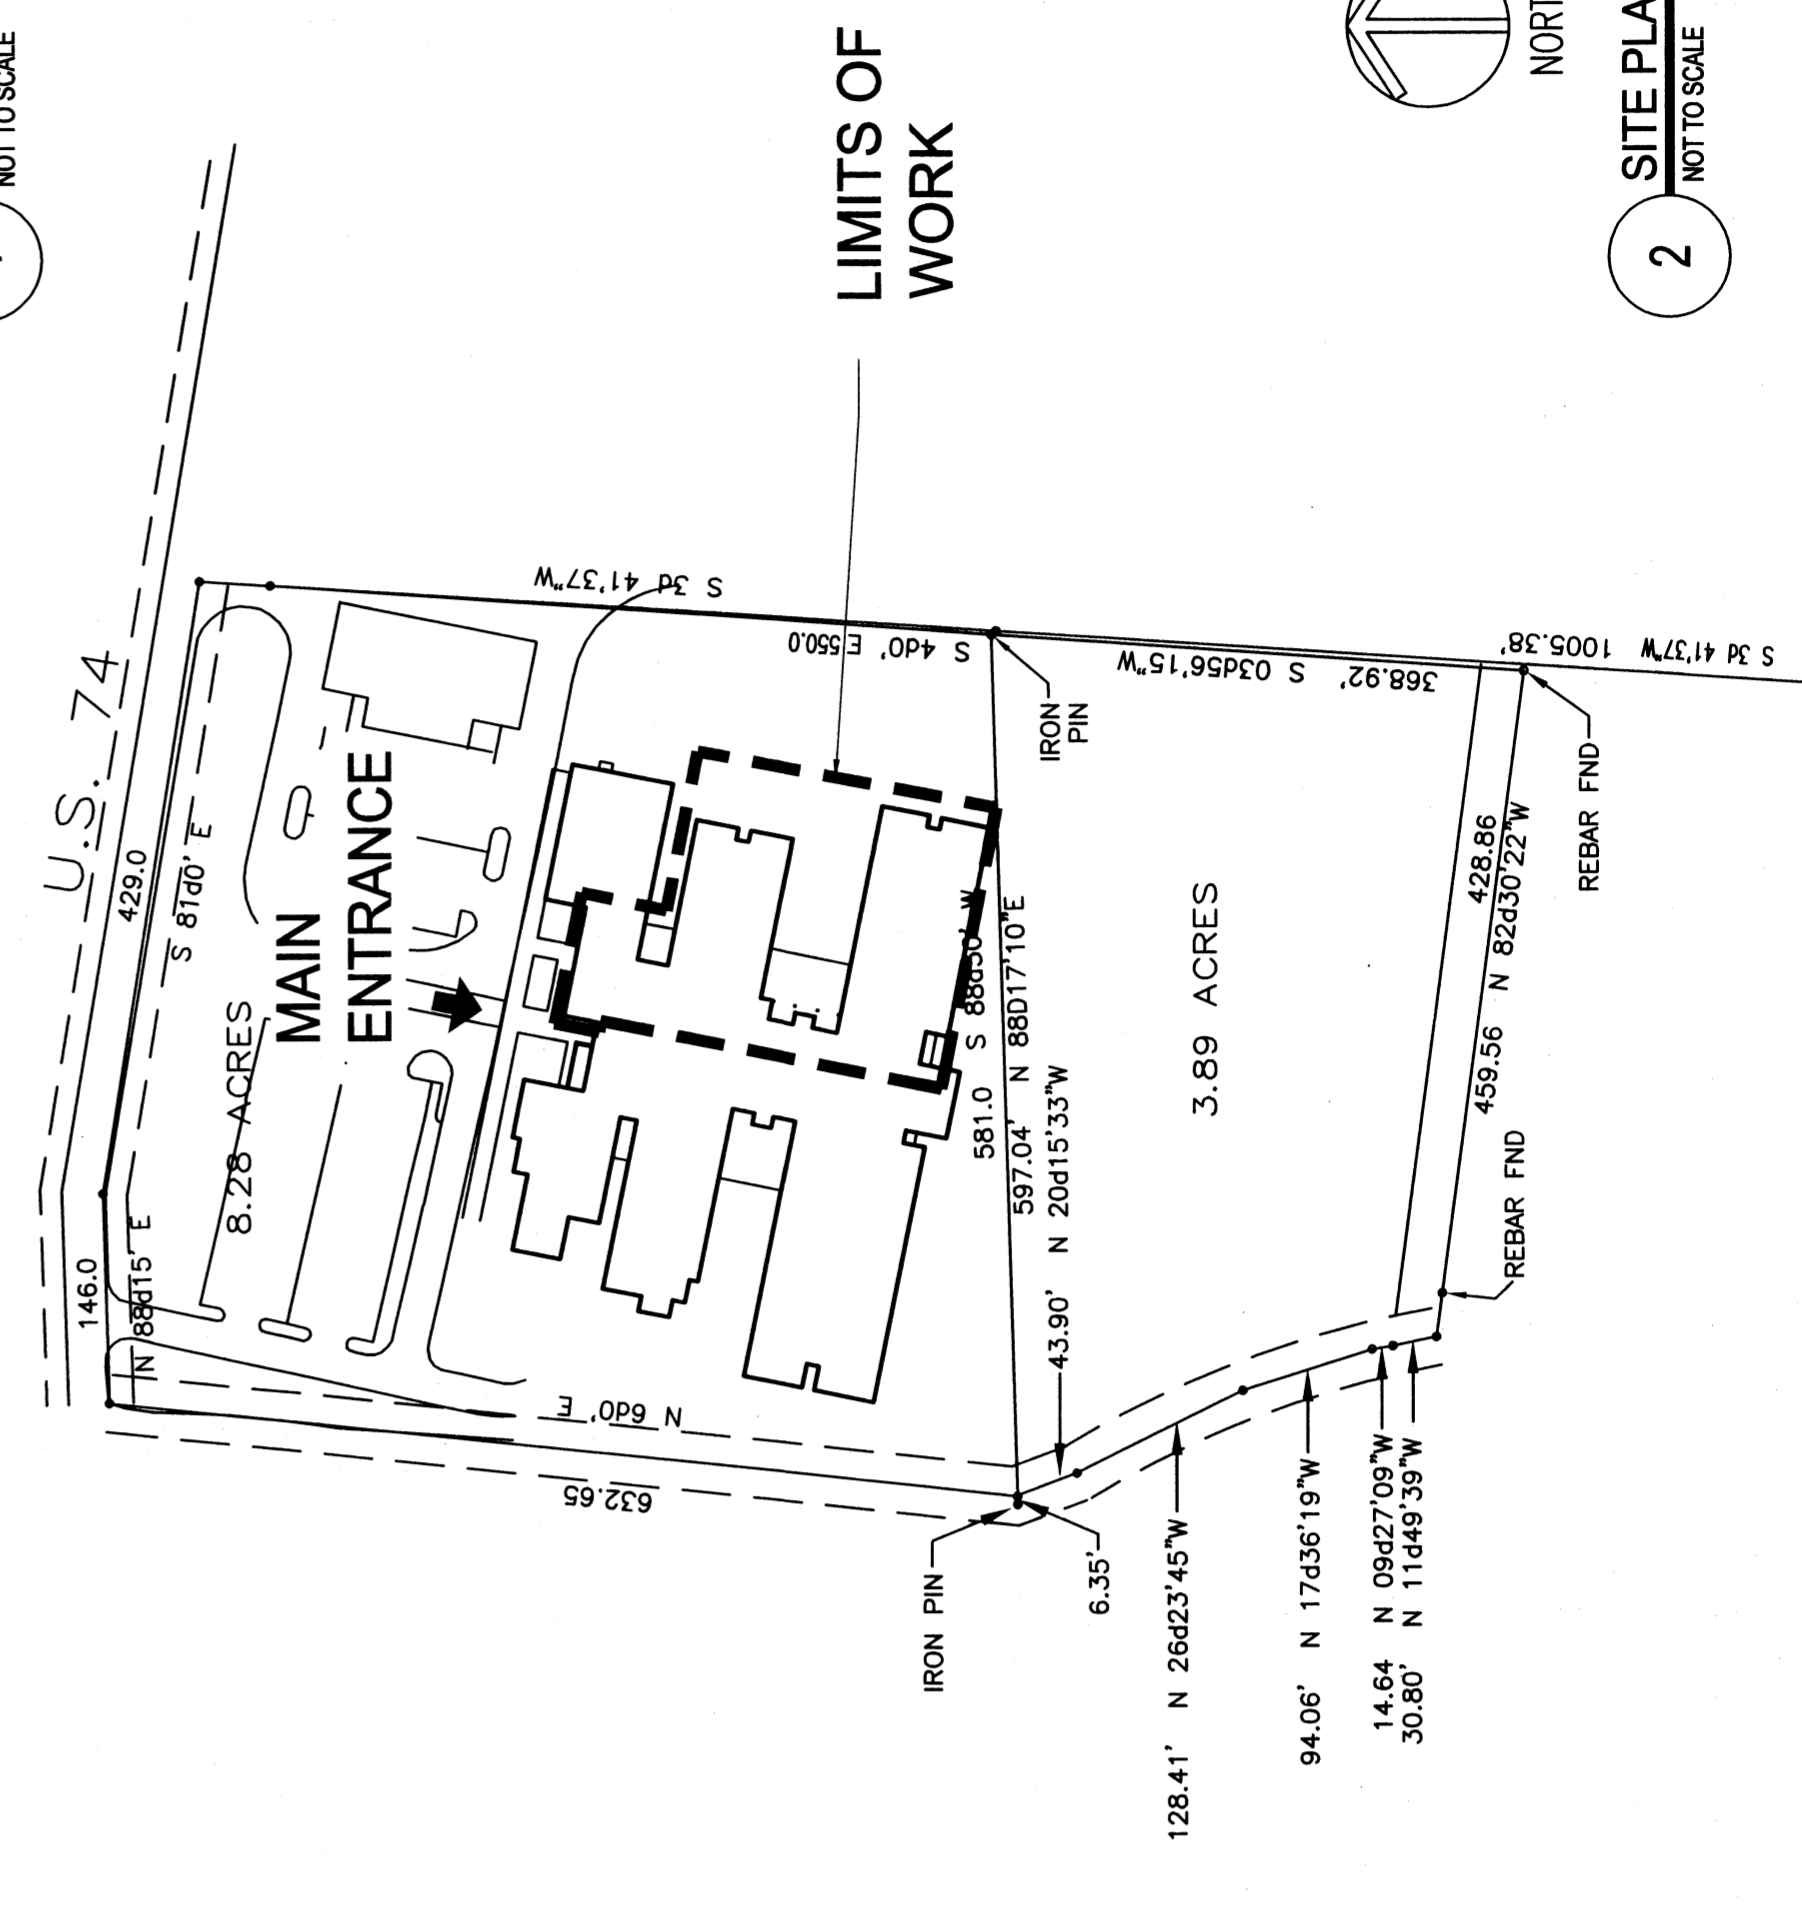 NOT TO SCALE
U.S. 74
429.0
S 81d0' E
146.0
N 88d15' E
8.28 ACRES
MAIN
ENTRANCE
LIMITS OF
WORK
S 3d 41'37"W
S 4d0' E 550.0
S 03d56'15"W
368.92'
S 3d 41'37"W 1005.38'
IRON
PIN
581.0 S 88d30' W
597.04' N 88D17'10"E
43.90' N 20d15'33"W
3.89 ACRES
428.86
459.56 N 82d30'22"W
REBAR FND
REBAR FND
N 6d0' E
632.65
IRON PIN
6.35'
128.41' N 26d23'45"W
94.06' N 17d36'19"W
14.64 N 09d27'09"W
30.80' N 11d49'39"W
NORT
2
SITE PLA
NOT TO SCALE